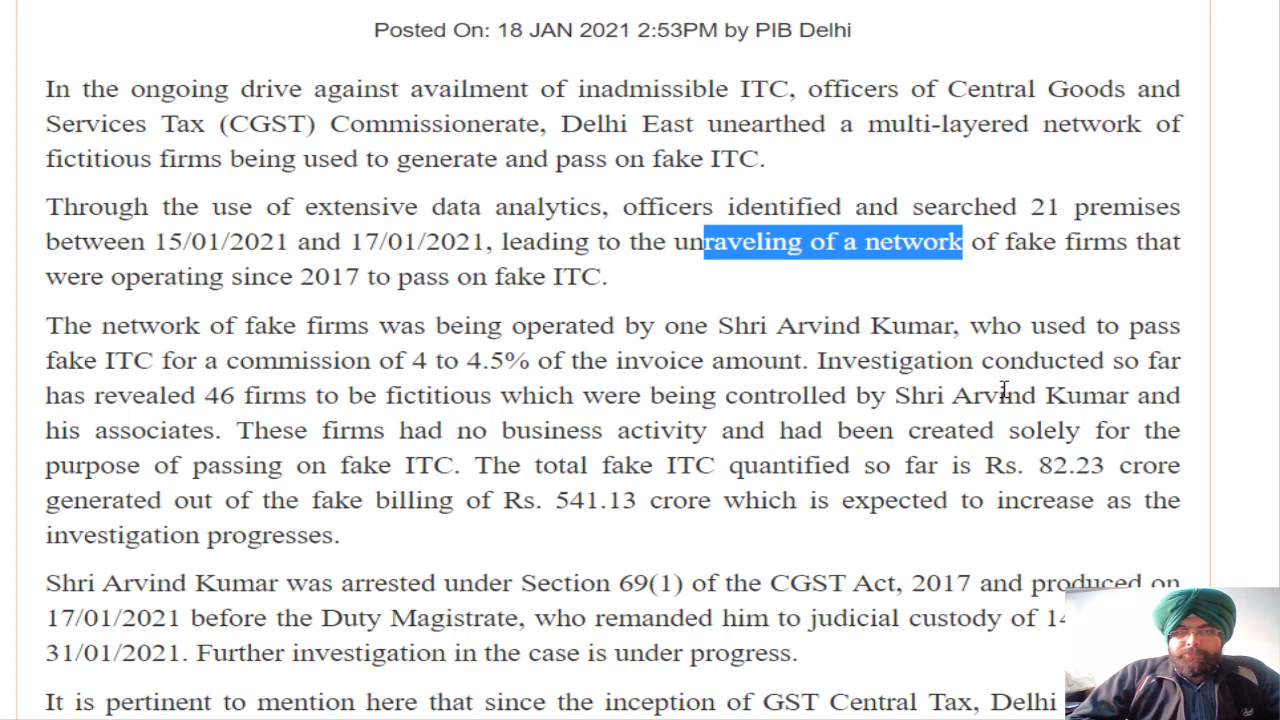 Posted On: 18 JAN 2021 2:53PM by PIB Delhi
In the ongoing drive against availment of inadmissible ITC, officers of Central Goods and
Services Tax (CGST) Commissionerate, Delhi East unearthed a multi-layered network of
fictitious firms being used to generate and pass on fake ITC.
Through the use of extensive data analytics, officers identified and searched 21 premises
between 15/01/2021 and 17/01/2021, leading to the unraveling of a network of fake firms that
were operating since 2017 to pass on fake ITC.
The network of fake firms was being operated by one Shri Arvind Kumar, who used to pass
fake ITC for a commission of 4 to 4.5% of the invoice amount. Investigation conducted so far
has revealed 46 firms to be fictitious which were being controlled by Shri Arvind Kumar and
his associates. These firms had no business activity and had been created solely for the
purpose of passing on fake ITC. The total fake ITC quantified so far is Rs. 82.23 crore
generated out of the fake billing of Rs. 541.13 crore which is expected to increase as the
investigation progresses.
Shri Arvind Kumar was arrested under Section 69(1) of the CGST Act, 2017 and produced on
17/01/2021 before the Duty Magistrate, who remanded him to judicial custody of
31/01/2021. Further investigation in the case is under progress.
It is pertinent to mention here that since the inception of GST Central Tax, Delhi